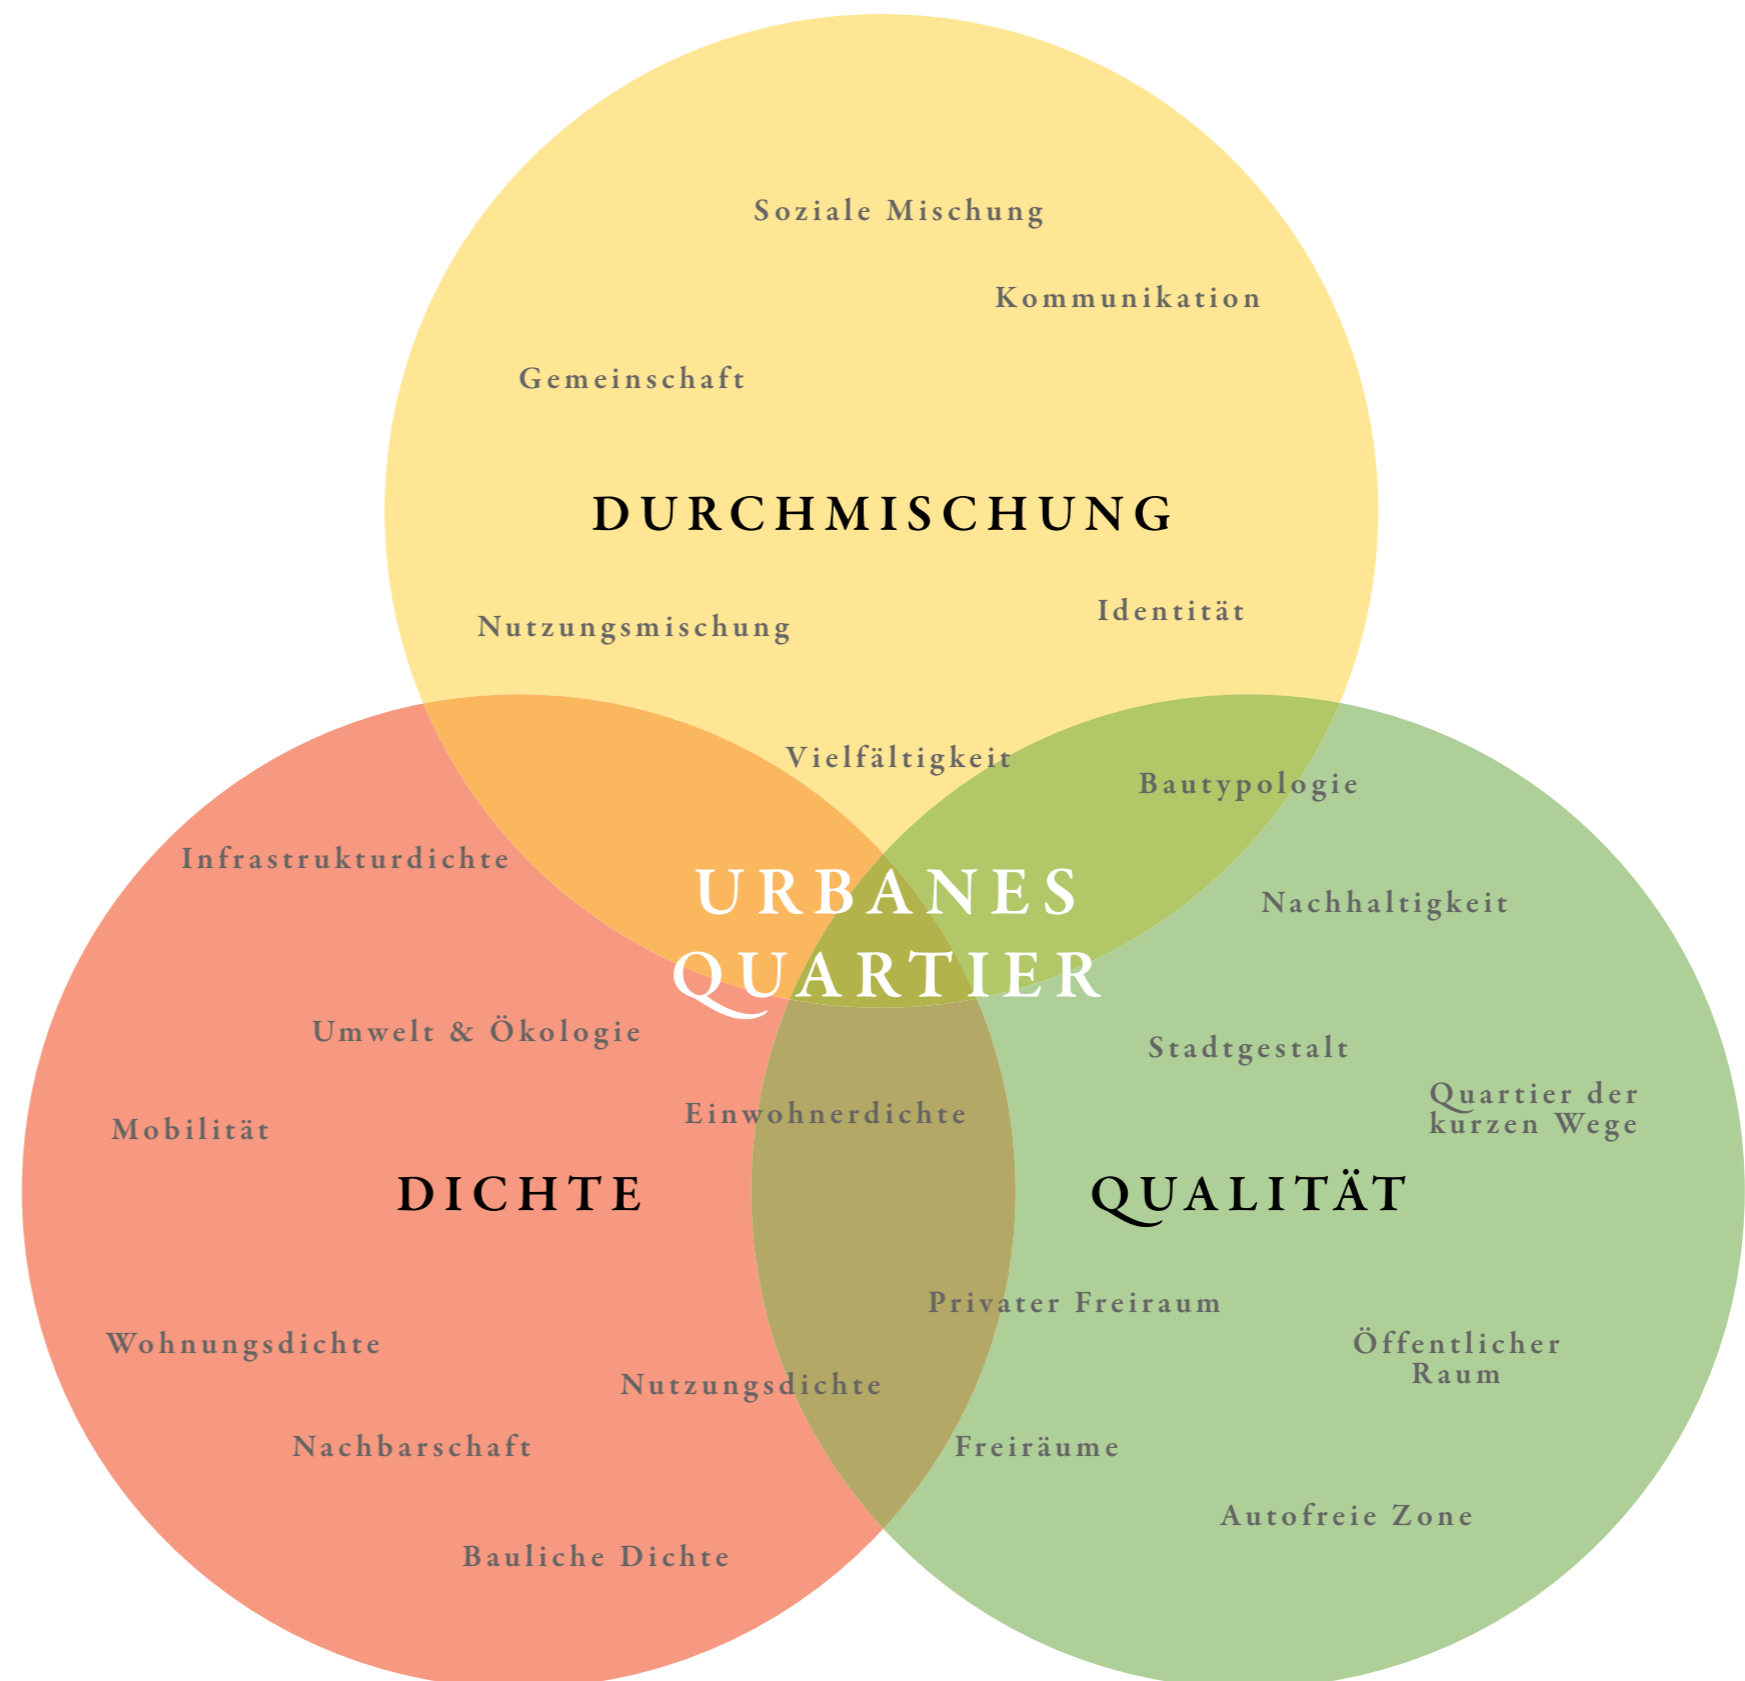 Soziale Mischung
Kommunikation
Gemeinschaft
DURCHMISCHUNG
Identität
Nutzungsmischung
Vielfältigkeit
Bautypologie
Infrastrukturdichte
URBANES
QUARTIER
Nachhaltigkeit
Umwelt & Ökologie
Stadtgestalt
Quartier der
kurzen Wege
Einwohnerdichte
Mobilität
DICHTE
QUALITÄT
Privater Freiraum
Wohnungsdichte
Öffentlicher
Raum
Nutzungsdichte
Nachbarschaft
Freiräume
Autofreie Zone
Bauliche Dichte